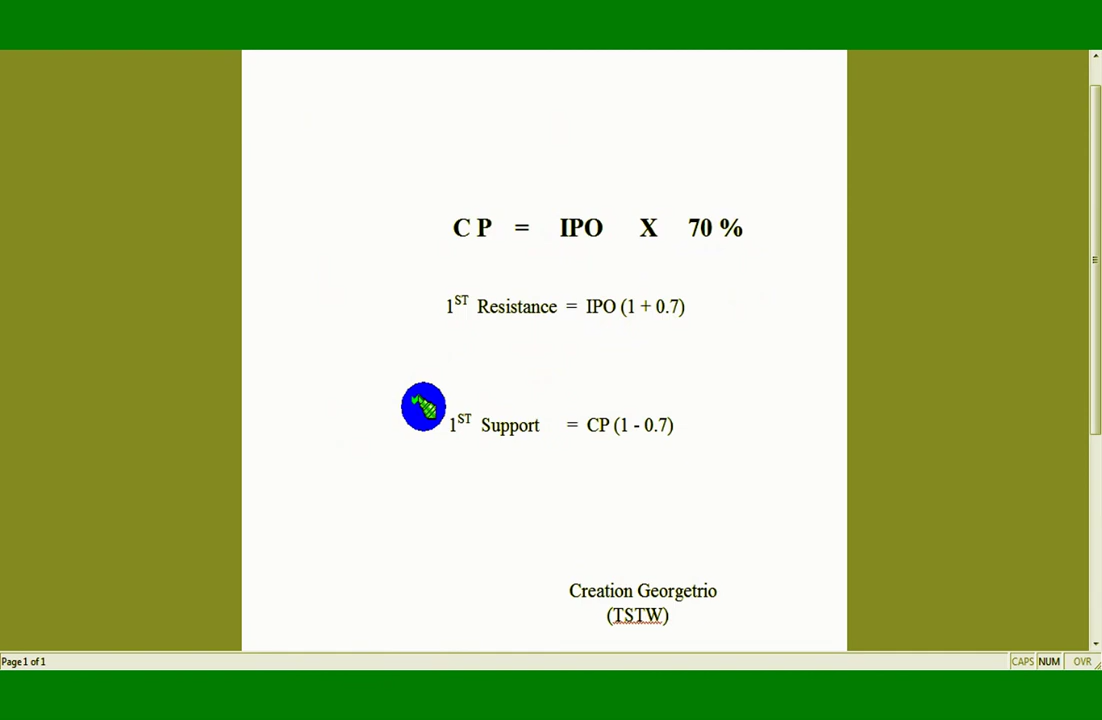 C P = IPO X 70 %
1ST Resistance = IPO (1 + 0.7)
1ST Support = CP (1 - 0.7)
Creation Georgetrio
(TSTW)
Page 1 of 1 CAPS NUM OVR